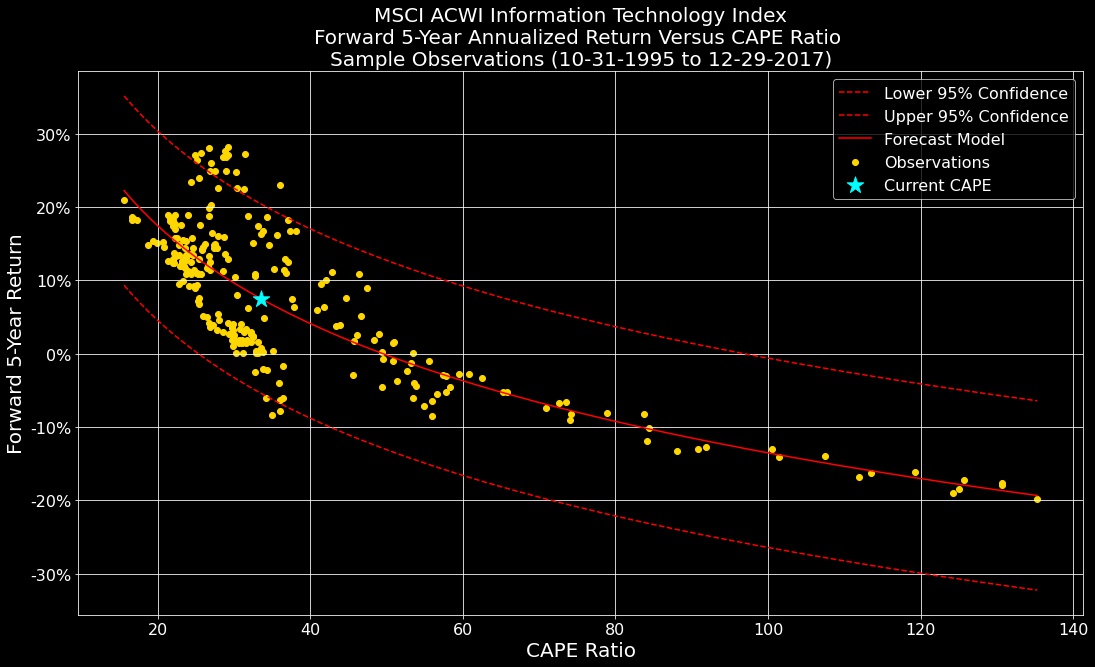 MSCI ACWI Information Technology Index
Forward 5-Year Annualized Return Versus CAPE Ratio
Sample Observations (10-31-1995 to 12-29-2017)
Lower 95% Confidence
Upper 95% Confidence
Forecast Model
Observations
Current CAPE
Forward 5-Year Return
30%
20%
10%
0%
-10%
-20%
-30%
20 40 60 80 100 120 140
CAPE Ratio